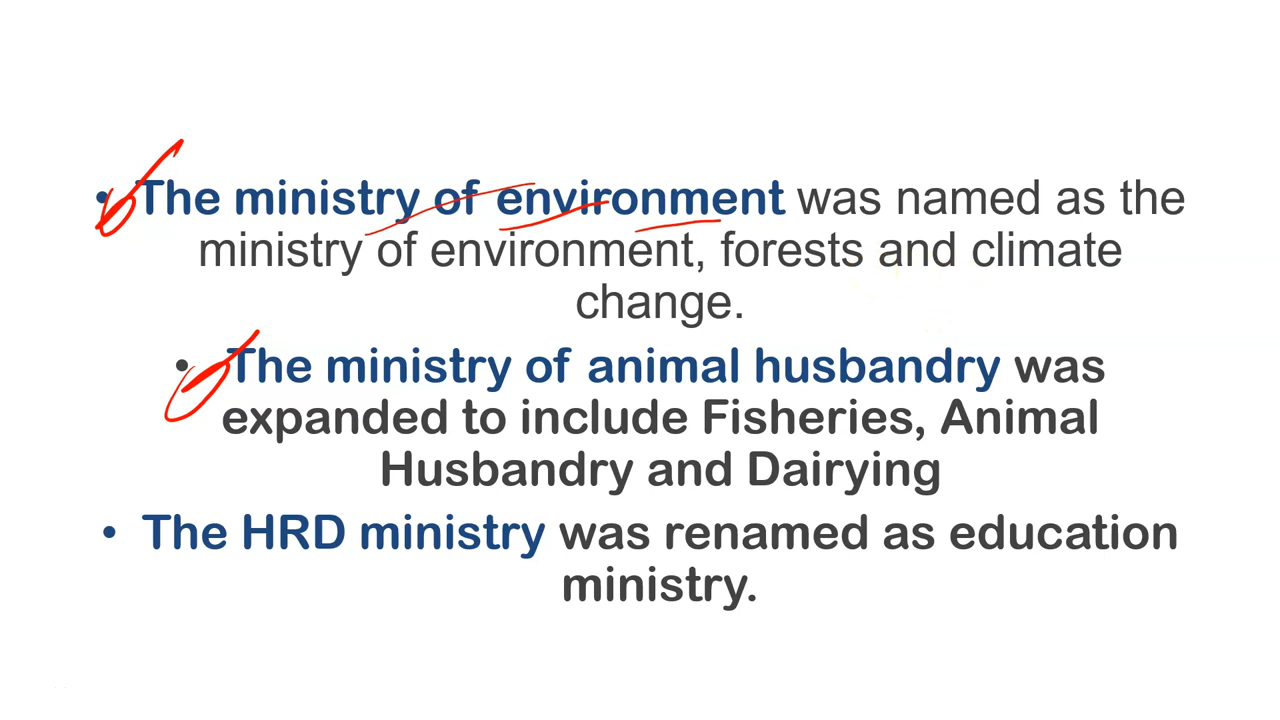 • The ministry of environment was named as the
ministry of environment, forests and climate
change.
• The ministry of animal husbandry was
expanded to include Fisheries, Animal
Husbandry and Dairying
• The HRD ministry was renamed as education
ministry.